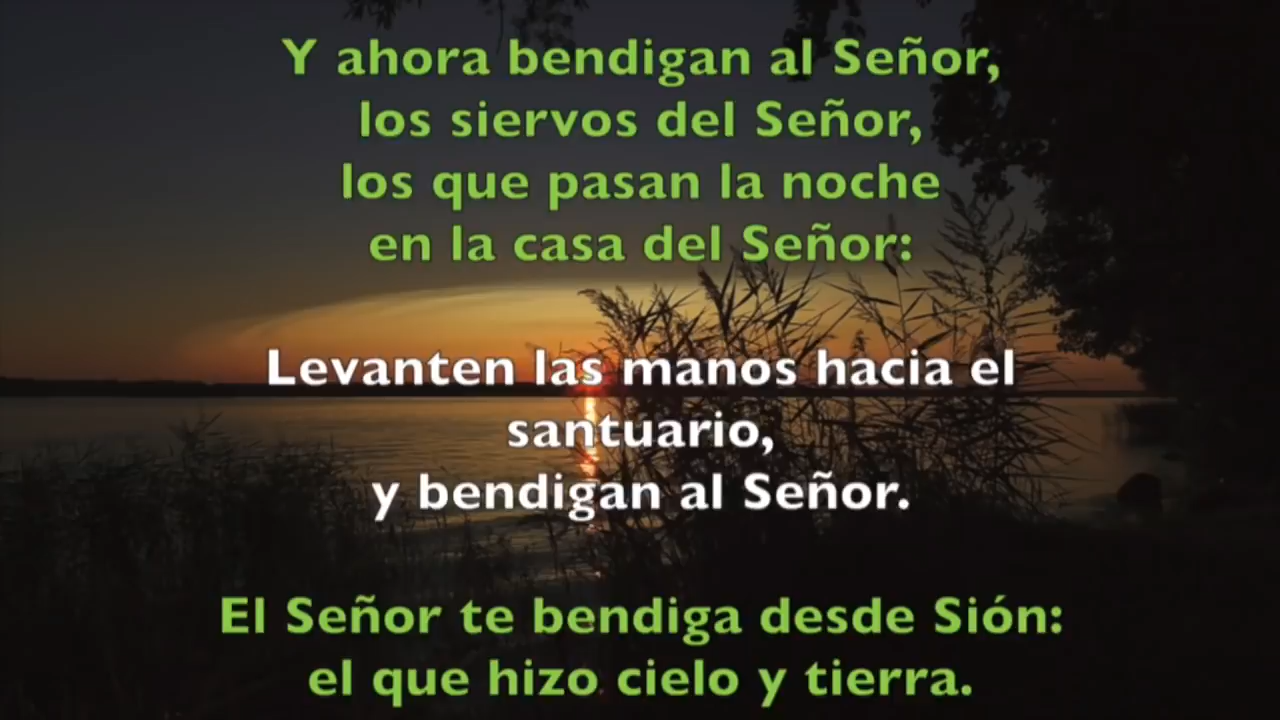 Y ahora bendigan al Señor,
los siervos del Señor,
los que pasan la noche
en la casa del Señor:
Levanten las manos hacia el
santuario,
y bendigan al Señor.
El Señor te bendiga desde Sión:
el que hizo cielo y tierra.